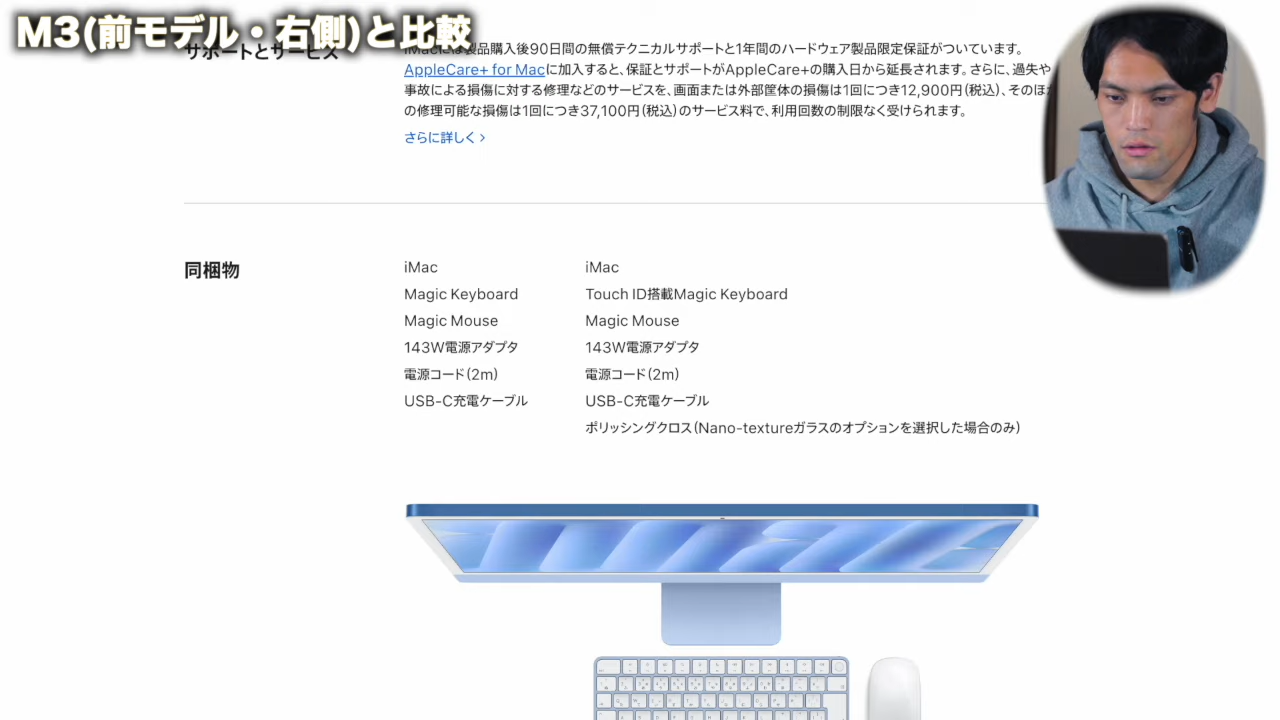 M3(前モデル・右側)と比較
サポートとサービス
iMacには製品購入後90日間の無償テクニカルサポートと1年間のハードウェア製品限定保証がついています。
AppleCare+ for Macに加入すると、保証とサポートがAppleCare+の購入日から延長されます。さらに、過失や
事故による損傷に対する修理などのサービスを、画面または外部筐体の損傷は1回につき12,900円(税込)、そのほか
の修理可能な損傷は1回につき37,100円(税込)のサービス料で、利用回数の制限なく受けられます。
さらに詳しく >
同梱物
iMac
Magic Keyboard
Magic Mouse
143W電源アダプタ
電源コード(2m)
USB-C充電ケーブル
iMac
Touch ID搭載Magic Keyboard
Magic Mouse
143W電源アダプタ
電源コード(2m)
USB-C充電ケーブル
ポリッシングクロス(Nano-textureガラスのオプションを選択した場合のみ)